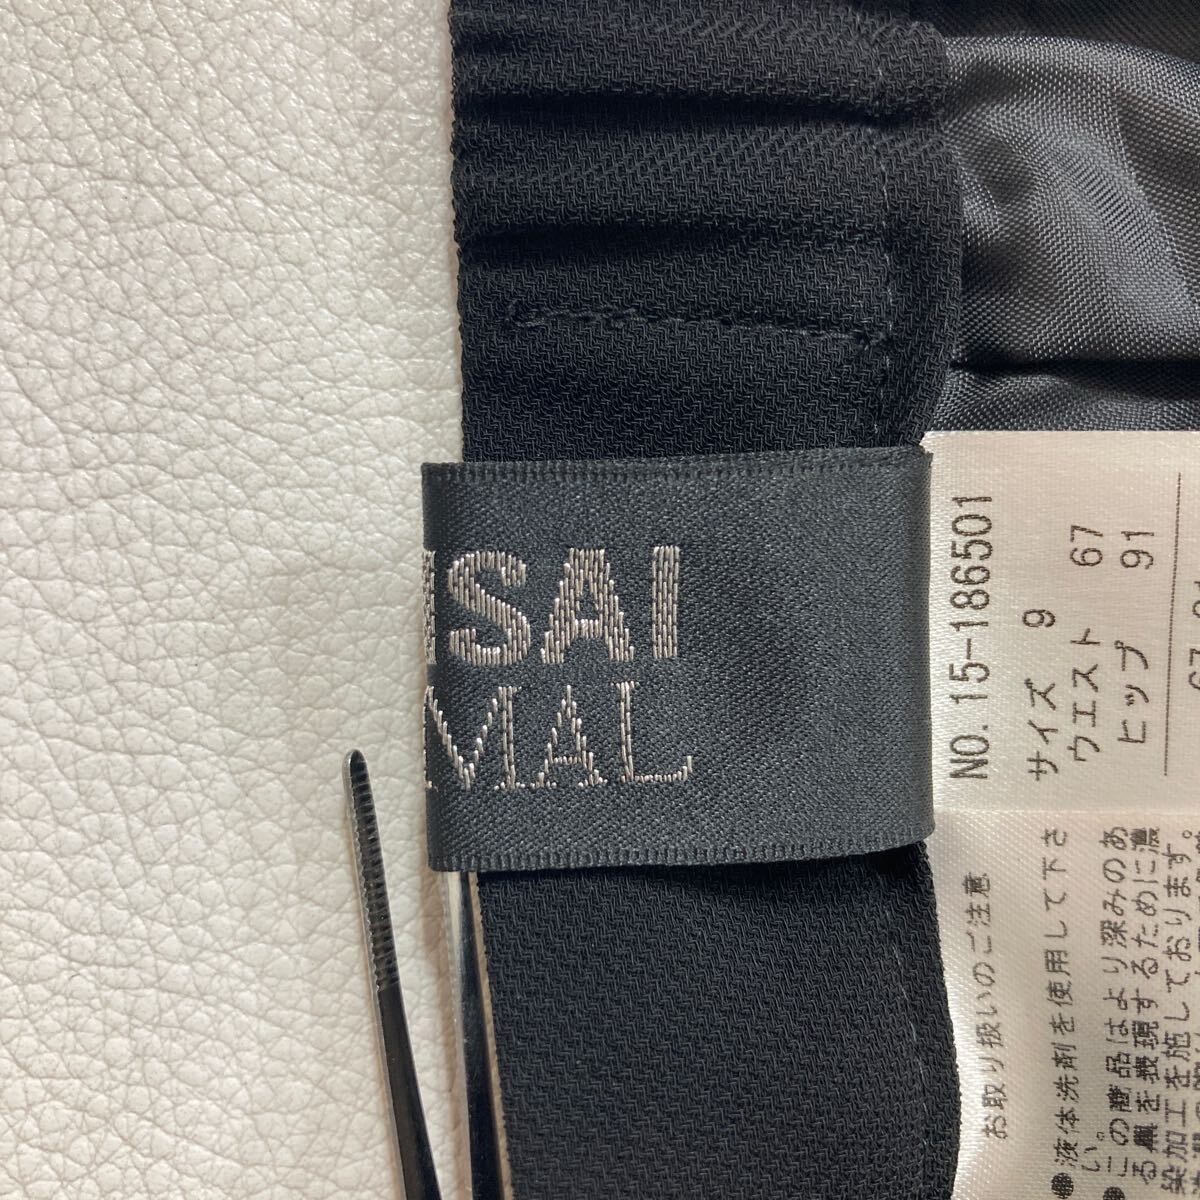 ISAI
MAL
NO.15-186501
サイズ 9
ウエスト 67
ヒップ 91
お取り扱いのご注意
●液体洗剤を使用して下さ
い。
●この商品はより深みのあ
る黒を表現するために濃
染加工を施しております。